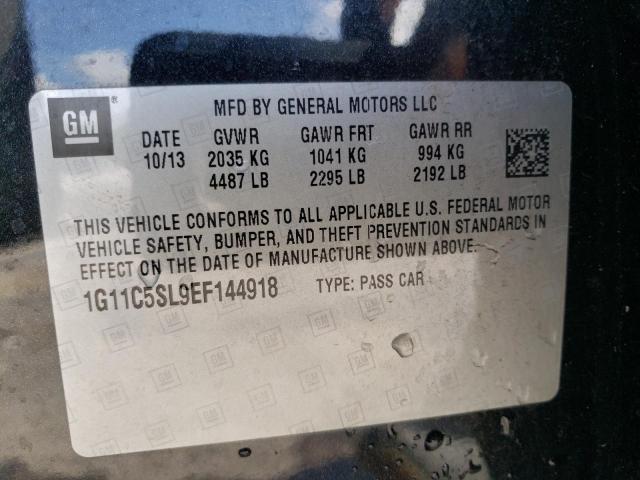 GM ® MFD BY GENERAL MOTORS LLC
DATE GVWR GAWR FRT GAWR RR
10/13 2035 KG 1041 KG 994 KG
4487 LB 2295 LB 2192 LB
THIS VEHICLE CONFORMS TO ALL APPLICABLE U.S. FEDERAL MOTOR
VEHICLE SAFETY, BUMPER, AND THEFT PREVENTION STANDARDS IN
EFFECT ON THE DATE OF MANUFACTURE SHOWN ABOVE.
1G11C5SL9EF144918 TYPE: PASS CAR